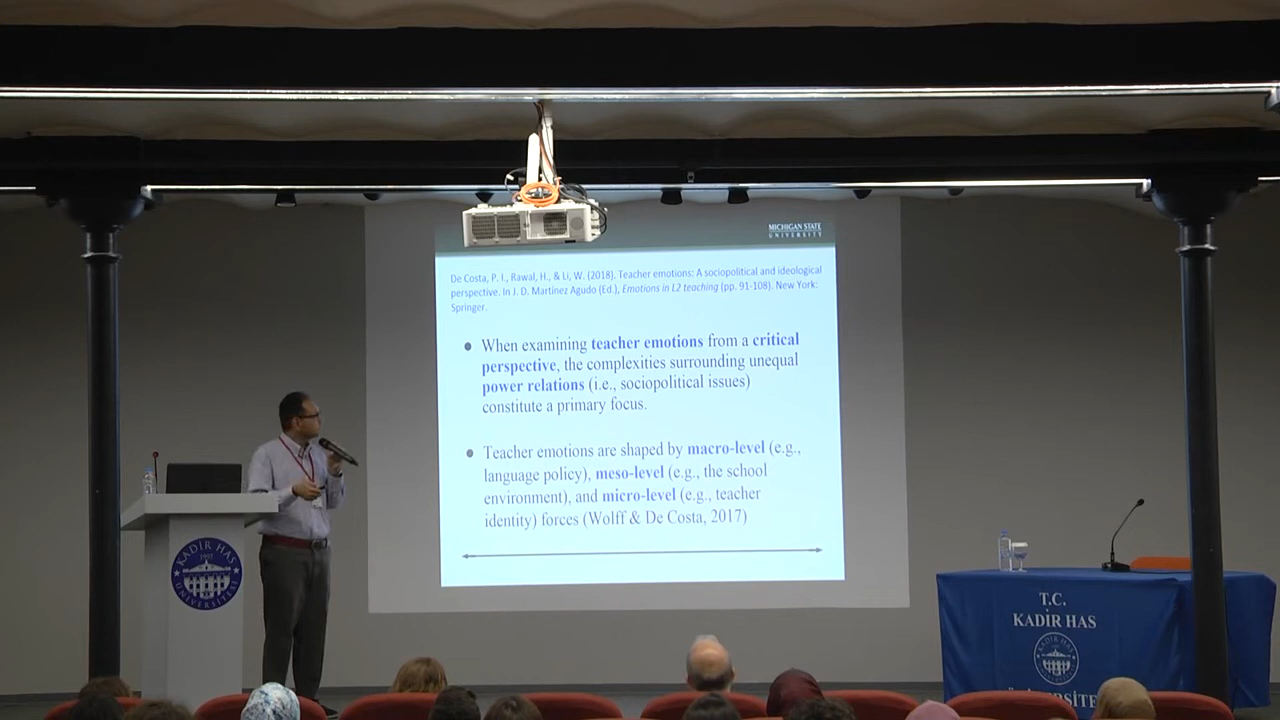 MICHIGAN STATE
UNIVERSITY
De Costa, P. I., Rawal, H., & Li, W. (2018). Teacher emotions: A sociopolitical and ideological
perspective. In J. D. Martínez Agudo (Ed.), Emotions in L2 teaching (pp. 91-108). New York:
Springer.
● When examining teacher emotions from a critical
perspective, the complexities surrounding unequal
power relations (i.e., sociopolitical issues)
constitute a primary focus.
● Teacher emotions are shaped by macro-level (e.g.,
language policy), meso-level (e.g., the school
environment), and micro-level (e.g., teacher
identity) forces (Wolff & De Costa, 2017)
KADİR HAS
1997
ÜNİVERSİTESİ
T.C.
KADİR HAS